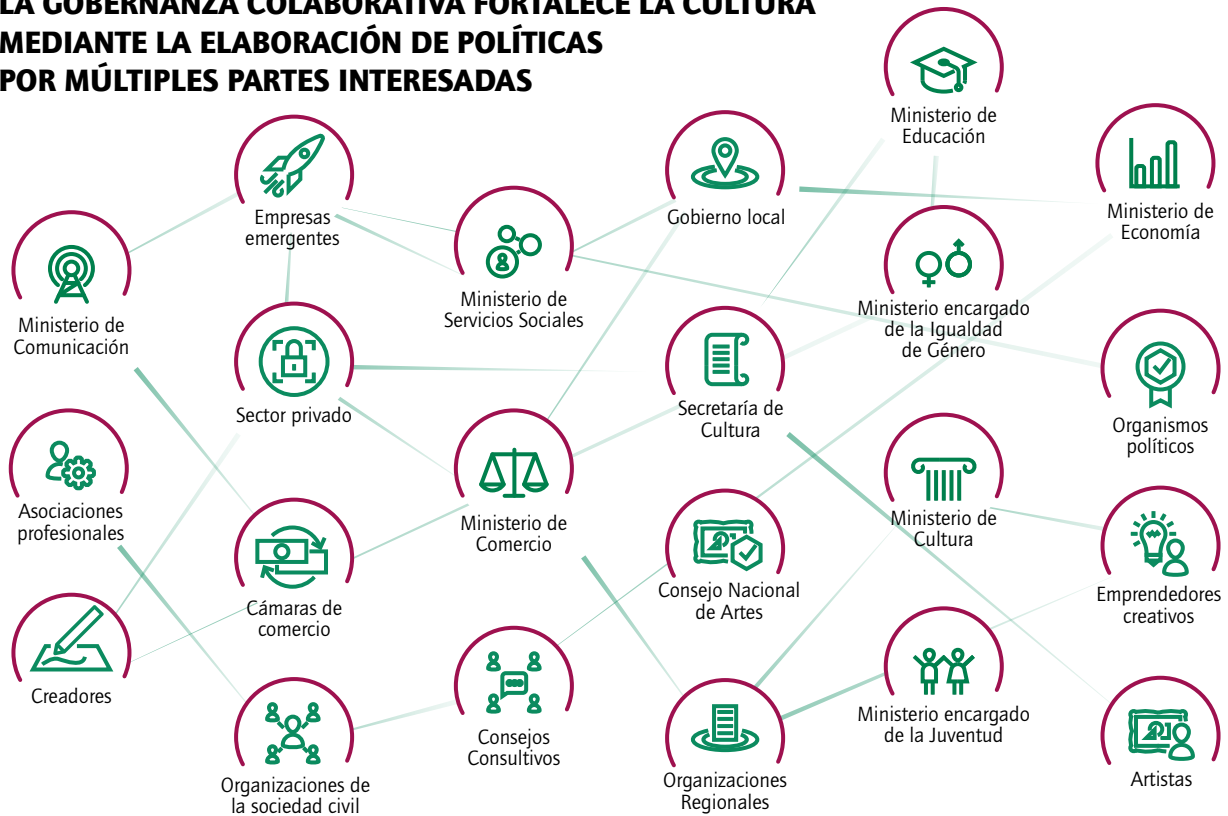 LA GOBERNANZA COLABORATIVA FORTALECE LA CULTURA
MEDIANTE LA ELABORACIÓN DE POLÍTICAS
POR MÚLTIPLES PARTES INTERESADAS
Ministerio de
Educación
Empresas
emergentes
Gobierno local
Ministerio de
Economía
Ministerio de
Comunicación
Ministerio de
Servicios Sociales
Ministerio encargado
de la Igualdad
de Género
Sector privado
Secretaría de
Cultura
Organismos
políticos
Asociaciones
profesionales
Ministerio de
Comercio
Ministerio de
Cultura
Cámaras de
comercio
Consejo Nacional
de Artes
Emprendedores
creativos
Creadores
Consejos
Consultivos
Ministerio encargado
de la Juventud
Organizaciones de
la sociedad civil
Organizaciones
Regionales
Artistas